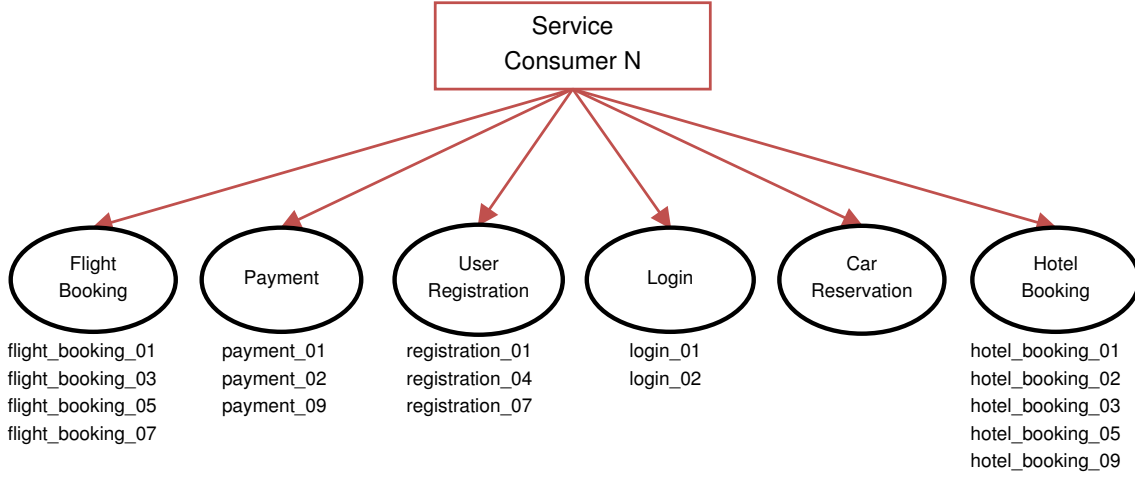 Service
Consumer N
Flight
Booking
Payment
User
Registration
Login
Car
Reservation
Hotel
Booking
flight_booking_01
flight_booking_03
flight_booking_05
flight_booking_07
payment_01
payment_02
payment_09
registration_01
registration_04
registration_07
login_01
login_02
hotel_booking_01
hotel_booking_02
hotel_booking_03
hotel_booking_05
hotel_booking_09